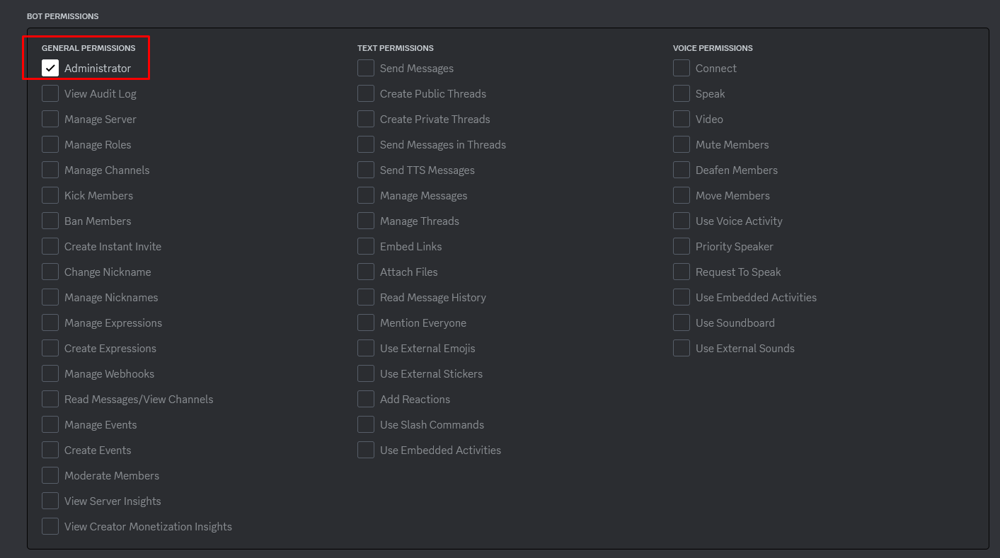 BOT PERMISSIONS
GENERAL PERMISSIONS
Administrator
View Audit Log
Manage Server
Manage Roles
Manage Channels
Kick Members
Ban Members
Create Instant Invite
Change Nickname
Manage Nicknames
Manage Expressions
Create Expressions
Manage Webhooks
Read Messages/View Channels
Manage Events
Create Events
Moderate Members
View Server Insights
View Creator Monetization Insights
TEXT PERMISSIONS
Send Messages
Create Public Threads
Create Private Threads
Send Messages in Threads
Send TTS Messages
Manage Messages
Manage Threads
Embed Links
Attach Files
Read Message History
Mention Everyone
Use External Emojis
Use External Stickers
Add Reactions
Use Slash Commands
Use Embedded Activities
VOICE PERMISSIONS
Connect
Speak
Video
Mute Members
Deafen Members
Move Members
Use Voice Activity
Priority Speaker
Request To Speak
Use Embedded Activities
Use Soundboard
Use External Sounds